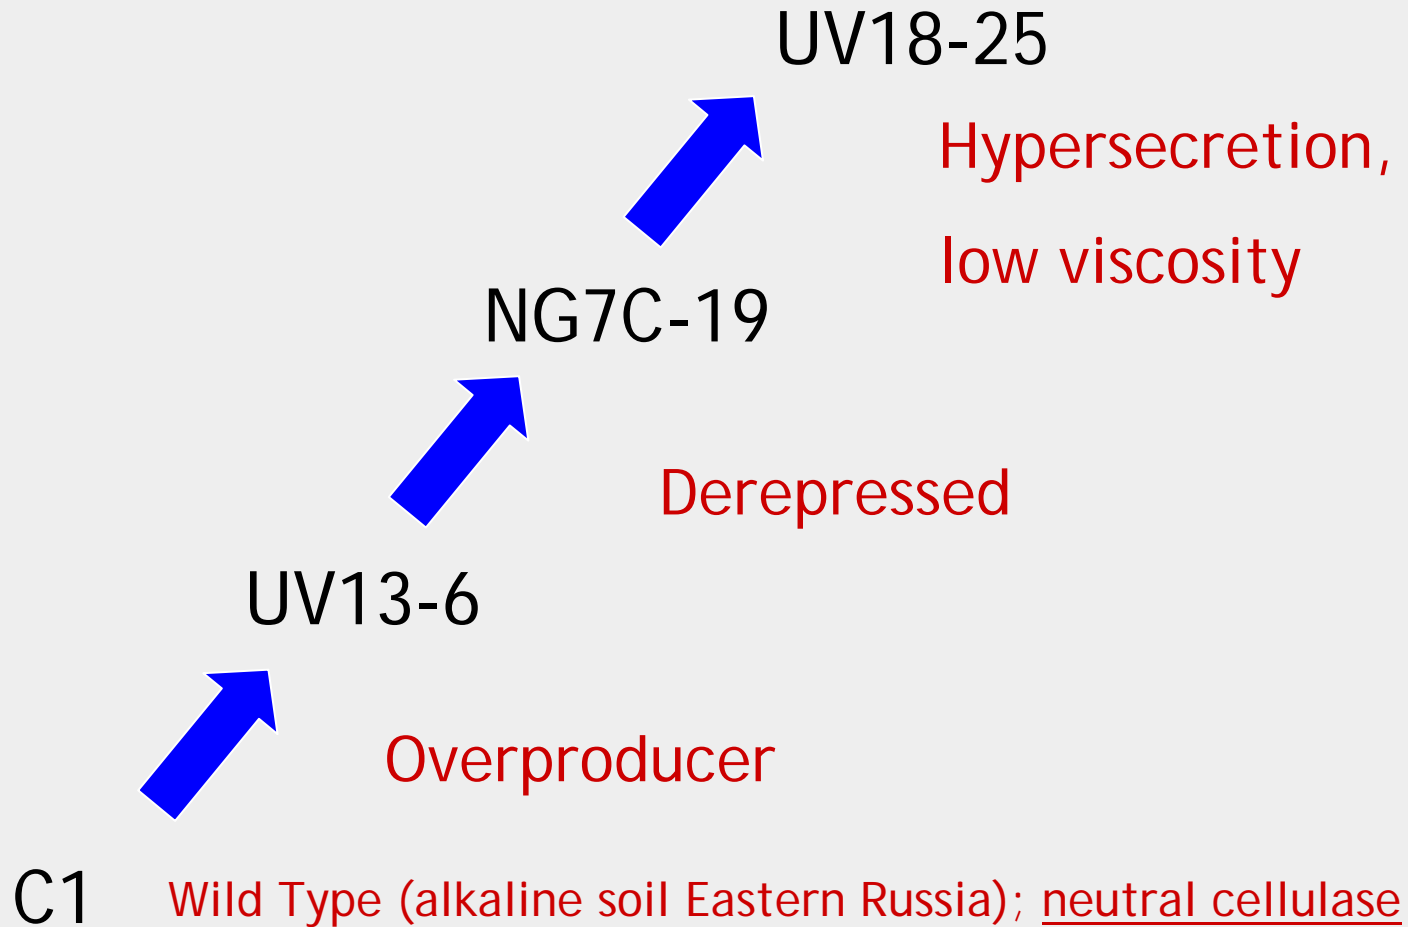 UV18-25
Hypersecretion,
low viscosity
NG7C-19
Derepressed
UV13-6
Overproducer
C1 Wild Type (alkaline soil Eastern Russia); neutral cellulase